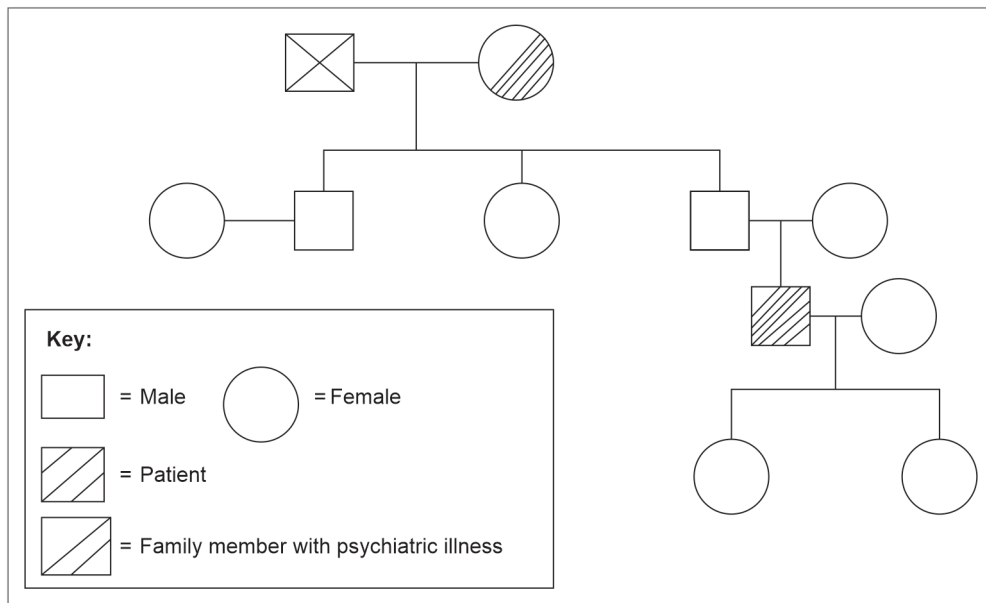 Key:
= Male = Female
= Patient
= Family member with psychiatric illness